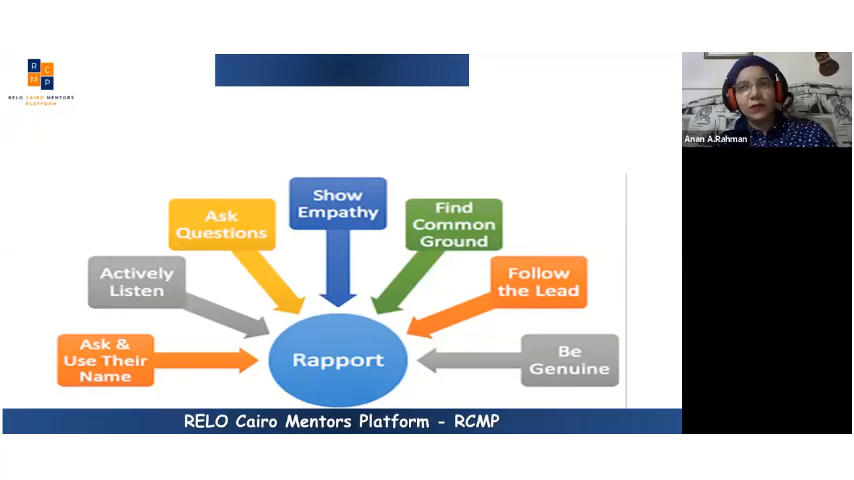 R
C
M
P
RELO CAIRO MENTORS
PLATFORM
Anan A.Rahman
Show
Empathy
Ask
Questions
Find
Common
Ground
Actively
Listen
Follow
the Lead
Ask &
Use Their
Name
Rapport
Be
Genuine
RELO Cairo Mentors Platform - RCMP